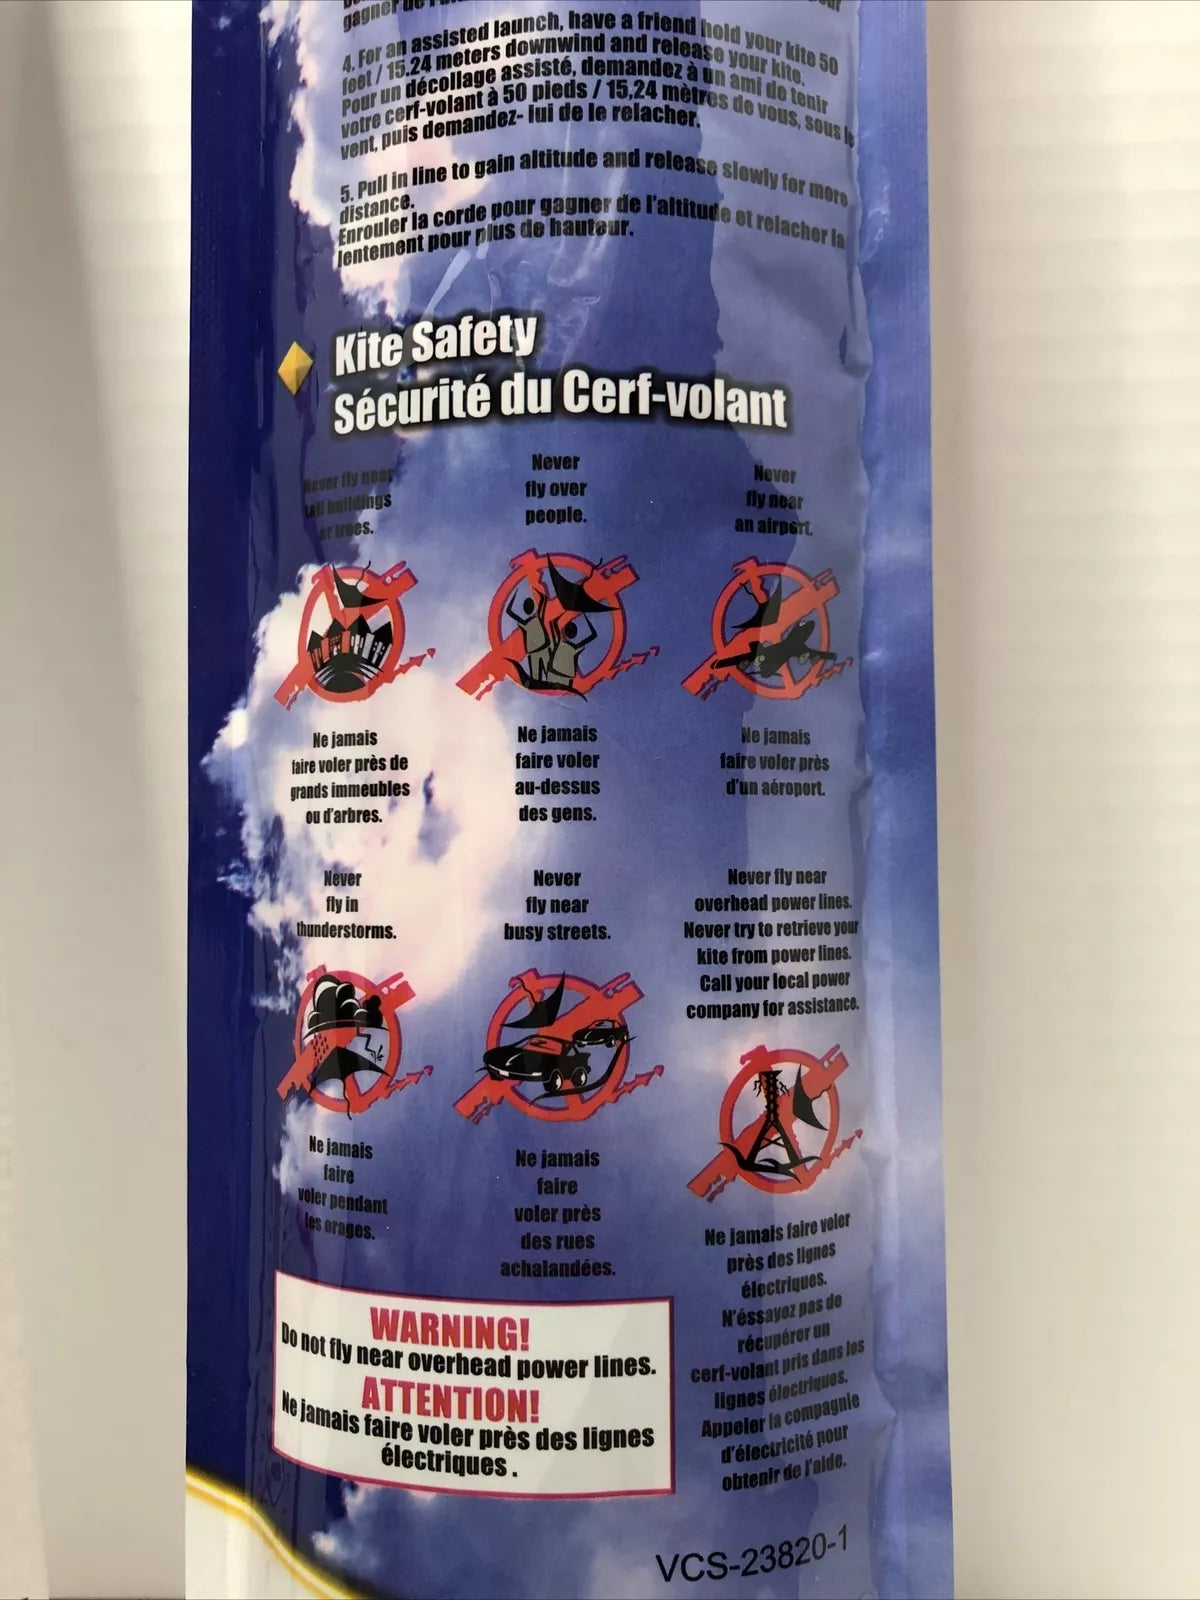 gagner de
4. For an assisted launch, have a friend hold your kite 50
feet / 15.24 meters downwind and release your kite.
Pour un décollage assisté, demandez à un ami de tenir
votre cerf-volant à 50 pieds / 15,24 mètres de vous, sous
vent, puis demandez- lui de le relacher.
5. Pull in line to gain altitude and release slowly for more
distance.
Enrouler la corde pour gagner de l'altitude et relacher la
lentement pour plus de hauteur.
Kite Safety
Sécurité du Cerf-volant
Never fly near
tall buildings
or trees.
Ne jamais
faire voler près de
grands immeubles
ou d'arbres.
Never
fly over
people.
Ne jamais
faire voler
au-dessus
des gens.
Never
fly near
an airport.
Ne jamais
faire voler près
d'un aéroport.
Never
fly in
thunderstorms.
Ne jamais
faire
voler pendant
les orages.
Never
fly near
busy streets.
Ne jamais
faire
voler près
des rues
achalandées.
Never fly near
overhead power lines.
Never try to retrieve your
kite from power lines.
Call your local power
company for assistance.
Ne jamais faire voler
près des lignes
électriques.
N'éssayez pas de
récupérer un
cerf-volant pris dans les
lignes électriques.
Appeler la compagnie
d'électricité pour
obtenir de l'aide.
WARNING!
Do not fly near overhead power lines.
ATTENTION!
Ne jamais faire voler près des lignes
électriques .
VCS-23820-1